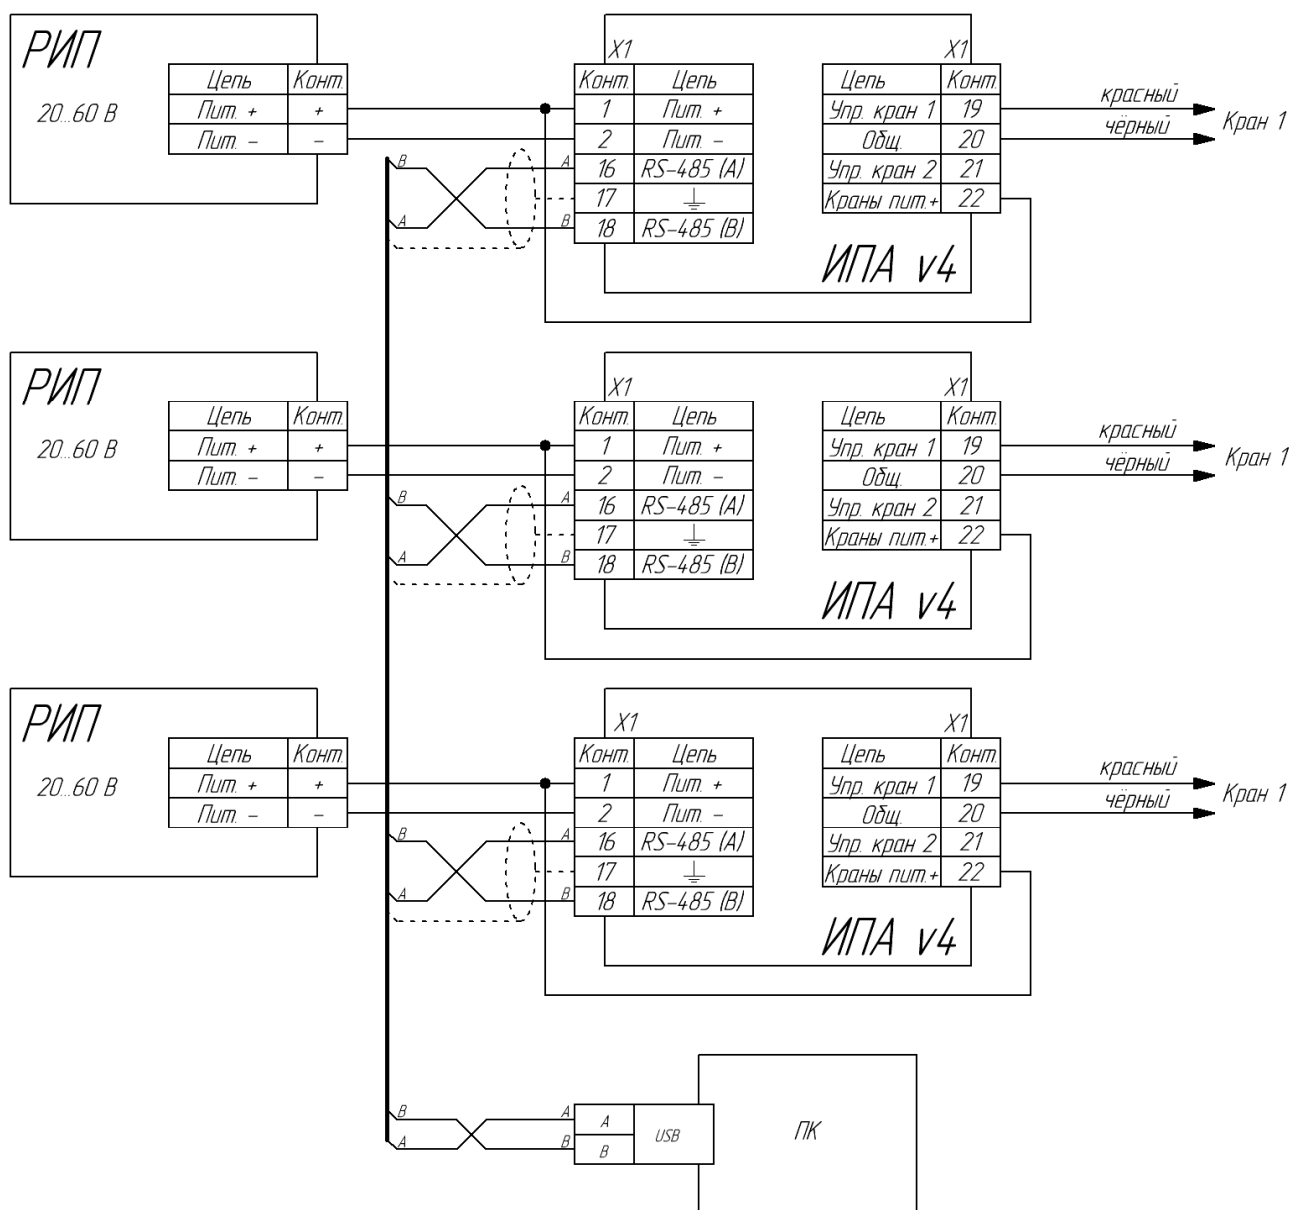 РИП
20...60 В
Цепь Конт.
Пит. + +
Пит. – –
X1
Конт. Цепь
1 Пит. +
2 Пит. –
16 RS-485 (А)
17
18 RS-485 (В)
X1
Цепь Конт.
Упр. кран 1 19
Общ. 20
Упр. кран 2 21
Краны пит.+ 22
ИПА v4
красный
чёрный
Кран 1
В А
А В
РИП
20...60 В
Цепь Конт.
Пит. + +
Пит. – –
X1
Конт. Цепь
1 Пит. +
2 Пит. –
16 RS-485 (А)
17
18 RS-485 (В)
X1
Цепь Конт.
Упр. кран 1 19
Общ. 20
Упр. кран 2 21
Краны пит.+ 22
ИПА v4
красный
чёрный
Кран 1
В А
А В
РИП
20...60 В
Цепь Конт.
Пит. + +
Пит. – –
X1
Конт. Цепь
1 Пит. +
2 Пит. –
16 RS-485 (А)
17
18 RS-485 (В)
X1
Цепь Конт.
Упр. кран 1 19
Общ. 20
Упр. кран 2 21
Краны пит.+ 22
ИПА v4
красный
чёрный
Кран 1
В А
А В
В А
А В
А
В
USB
ПК